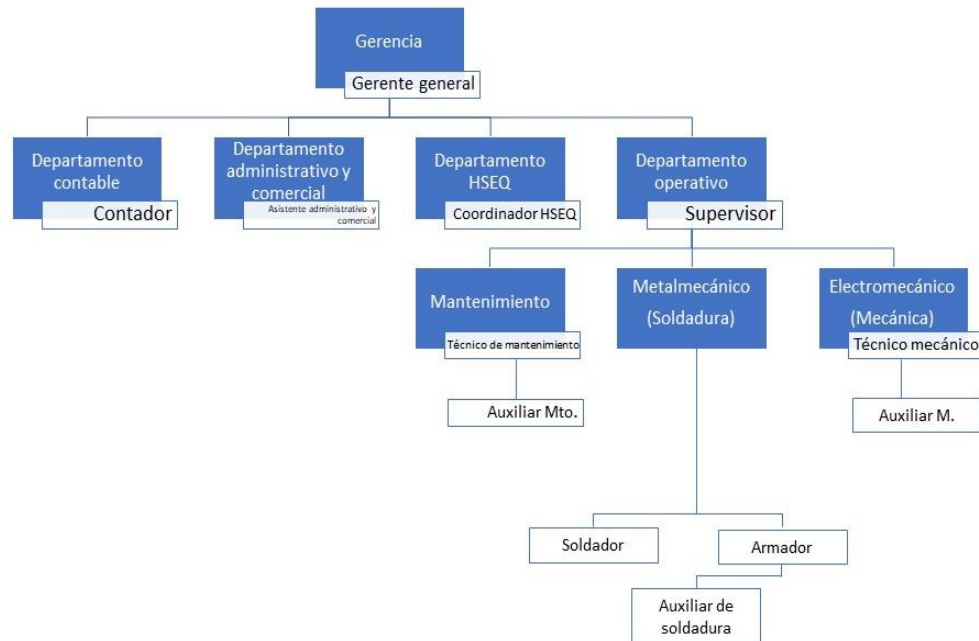 Gerencia
Gerente general
Departamento
contable
Contador
Departamento
administrativo y
comercial
Asistente administrativo y
comercial
Departamento
HSEQ
Coordinador HSEQ
Departamento
operativo
Supervisor
Mantenimiento
Técnico de mantenimiento
Auxiliar Mto.
Metalmecánico
(Soldadura)
Electromecánico
(Mecánica)
Técnico mecánico
Auxiliar M.
Soldador
Armador
Auxiliar de
soldadura